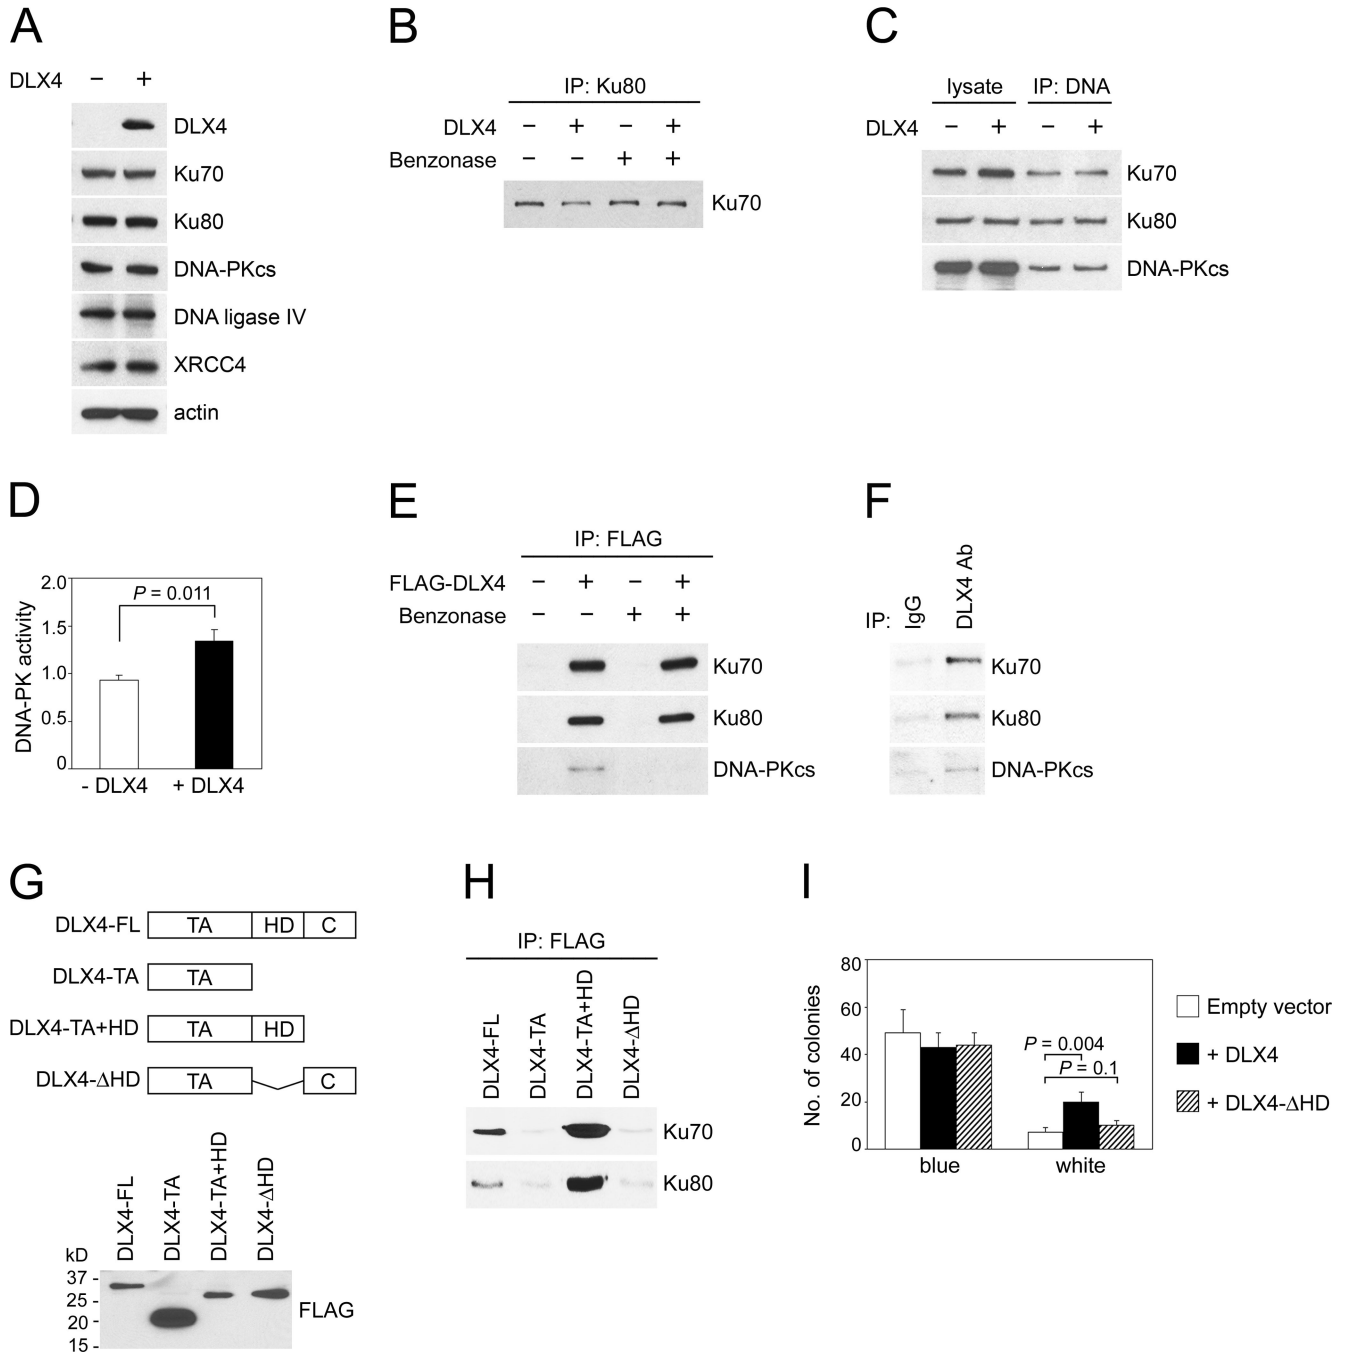 A
DLX4 − +
DLX4
Ku70
Ku80
DNA-PKcs
DNA ligase IV
XRCC4
actin
B
IP: Ku80
DLX4 − + − +
Benzonase − − + +
Ku70
C
lysate IP: DNA
DLX4 − + − +
Ku70
Ku80
DNA-PKcs
D
DNA-PK activity
2.0
1.5
1.0
0.5
0
P = 0.011
- DLX4 + DLX4
E
IP: FLAG
FLAG-DLX4 − + − +
Benzonase − − + +
Ku70
Ku80
DNA-PKcs
F
IP: IgG DLX4 Ab
Ku70
Ku80
DNA-PKcs
G
DLX4-FL TA HD C
DLX4-TA TA
DLX4-TA+HD TA HD
DLX4-ΔHD TA C
DLX4-FL DLX4-TA DLX4-TA+HD DLX4-ΔHD
kD
37 -
25 -
20 -
15 -
FLAG
H
IP: FLAG
DLX4-FL DLX4-TA DLX4-TA+HD DLX4-ΔHD
Ku70
Ku80
I
No. of colonies
80
60
40
20
0
P = 0.004
P = 0.1
blue white
Empty vector
+ DLX4
+ DLX4-ΔHD